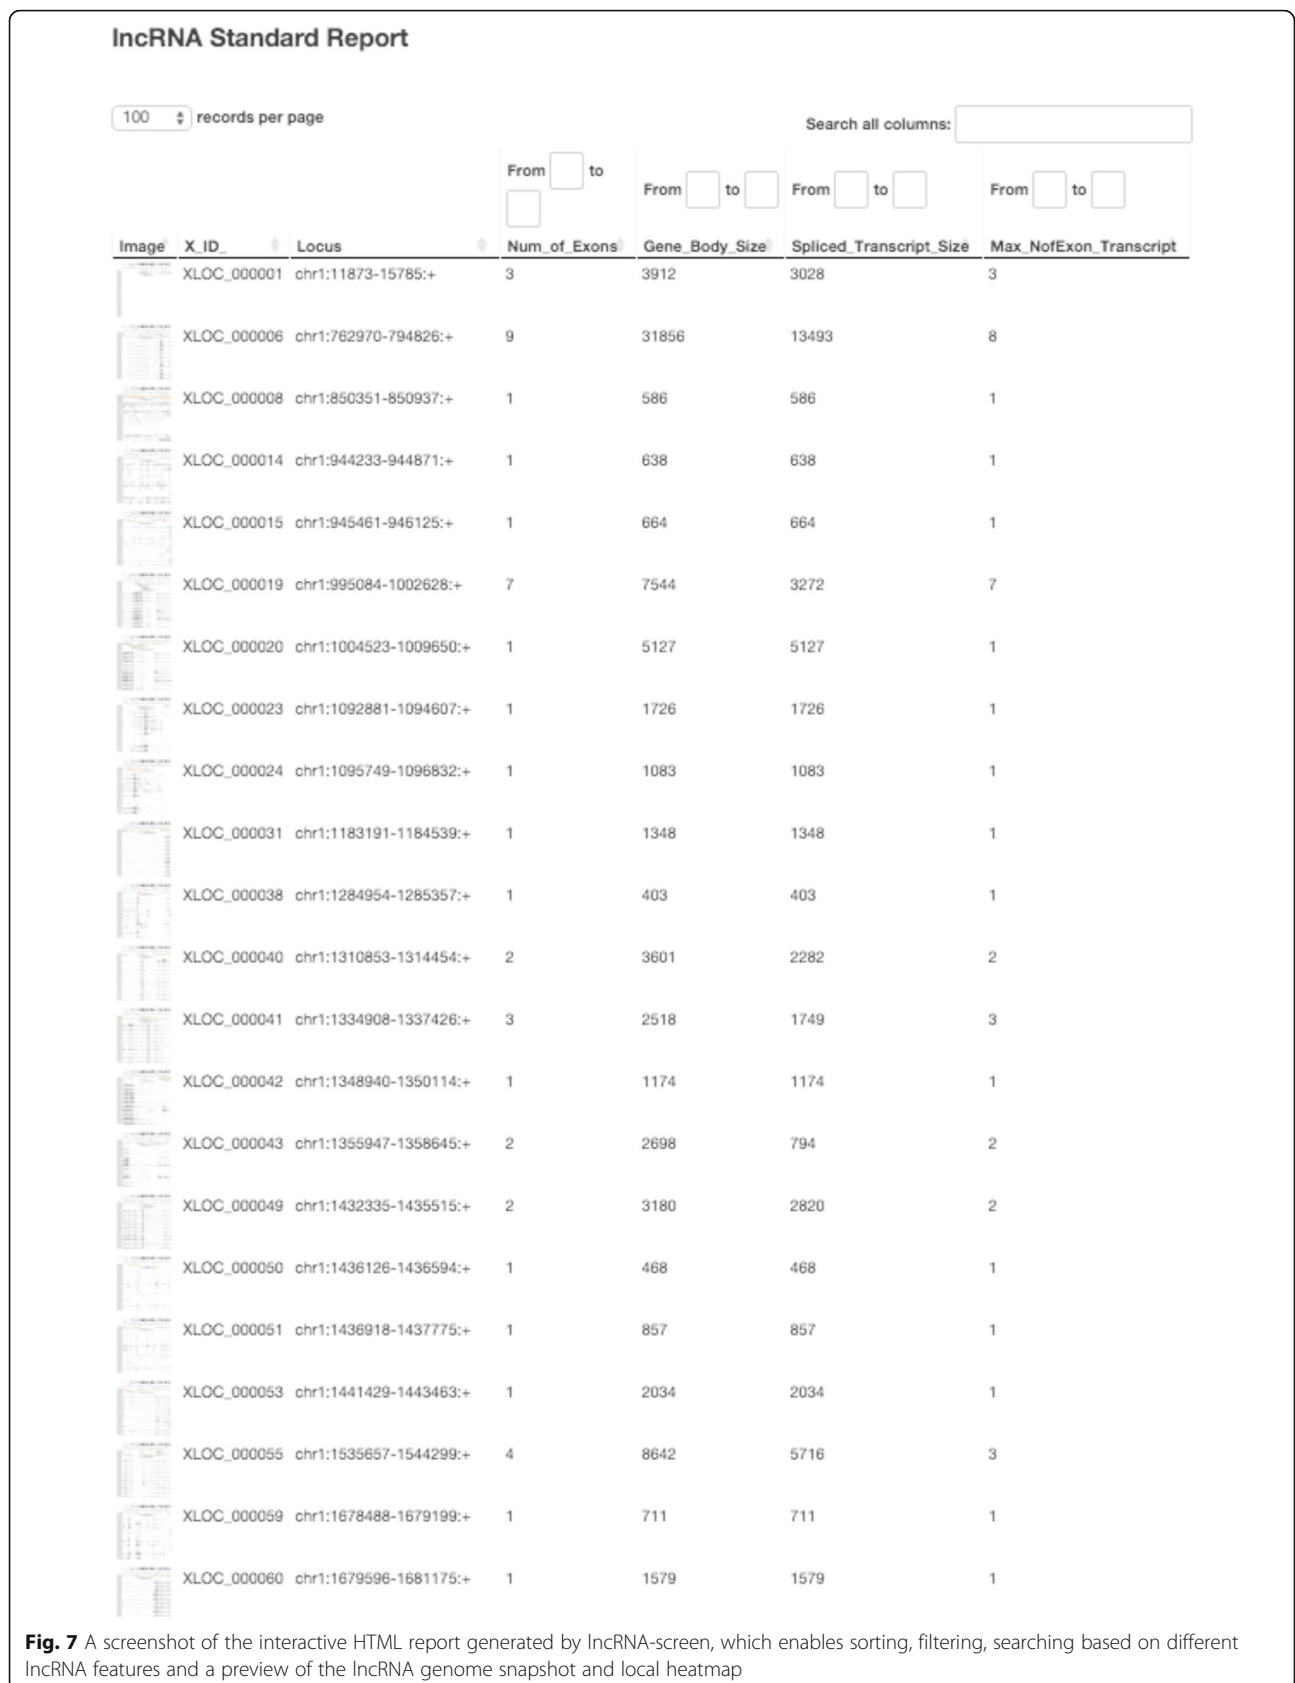 lncRNA Standard Report
100 records per page
Search all columns:
From to
From to
From to
From to
Image X_ID_ Locus Num_of_Exons Gene_Body_Size Spliced_Transcript_Size Max_NofExon_Transcript
XLOC_000001 chr1:11873-15785:+ 3 3912 3028 3
XLOC_000006 chr1:762970-794826:+ 9 31856 13493 8
XLOC_000008 chr1:850351-850937:+ 1 586 586 1
XLOC_000014 chr1:944233-944871:+ 1 638 638 1
XLOC_000015 chr1:945461-946125:+ 1 664 664 1
XLOC_000019 chr1:995084-1002628:+ 7 7544 3272 7
XLOC_000020 chr1:1004523-1009650:+ 1 5127 5127 1
XLOC_000023 chr1:1092881-1094607:+ 1 1726 1726 1
XLOC_000024 chr1:1095749-1096832:+ 1 1083 1083 1
XLOC_000031 chr1:1183191-1184539:+ 1 1348 1348 1
XLOC_000038 chr1:1284954-1285357:+ 1 403 403 1
XLOC_000040 chr1:1310853-1314454:+ 2 3601 2282 2
XLOC_000041 chr1:1334908-1337426:+ 3 2518 1749 3
XLOC_000042 chr1:1348940-1350114:+ 1 1174 1174 1
XLOC_000043 chr1:1355947-1358645:+ 2 2698 794 2
XLOC_000049 chr1:1432335-1435515:+ 2 3180 2820 2
XLOC_000050 chr1:1436126-1436594:+ 1 468 468 1
XLOC_000051 chr1:1436918-1437775:+ 1 857 857 1
XLOC_000053 chr1:1441429-1443463:+ 1 2034 2034 1
XLOC_000055 chr1:1535657-1544299:+ 4 8642 5716 3
XLOC_000059 chr1:1678488-1679199:+ 1 711 711 1
XLOC_000060 chr1:1679596-1681175:+ 1 1579 1579 1
Fig. 7 A screenshot of the interactive HTML report generated by lncRNA-screen, which enables sorting, filtering, searching based on different
lncRNA features and a preview of the lncRNA genome snapshot and local heatmap